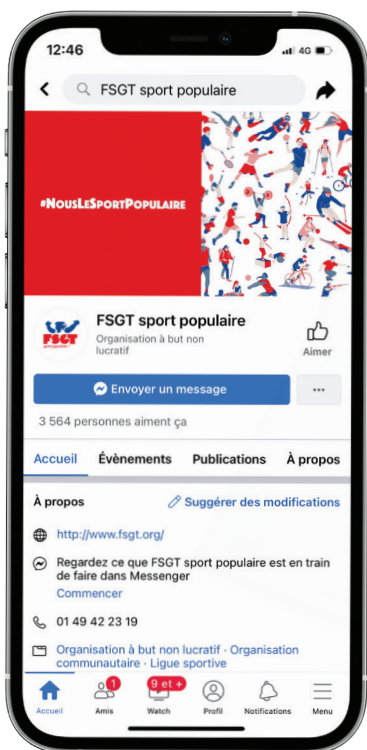 12:46
4G
FSGT sport populaire
#NOUSLESPORTPOPULAIRE
FSGT
FSGT sport populaire
Organisation à but non
lucratif
Aimer
Envoyer un message
3 564 personnes aiment ça
Accueil Évènements Publications À propos
À propos Suggérer des modifications
http://www.fsgt.org/
Regardez ce que FSGT sport populaire est en train
de faire dans Messenger
Commencer
01 49 42 23 19
Organisation à but non lucratif · Organisation
communautaire · Ligue sportive
1
9 et +
Accueil Amis Watch Profil Notifications Menu